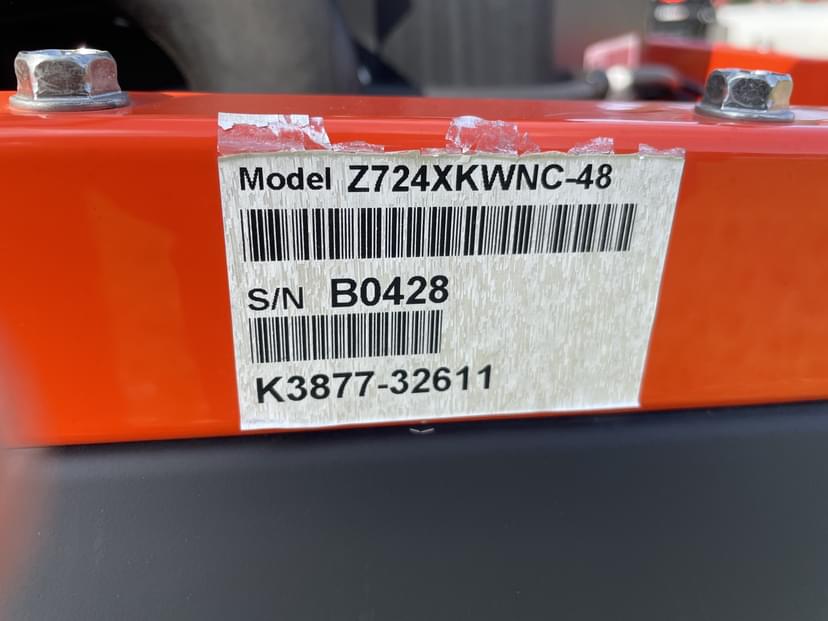 Model Z724XKWNC-48
S/N B0428
K3877-32611